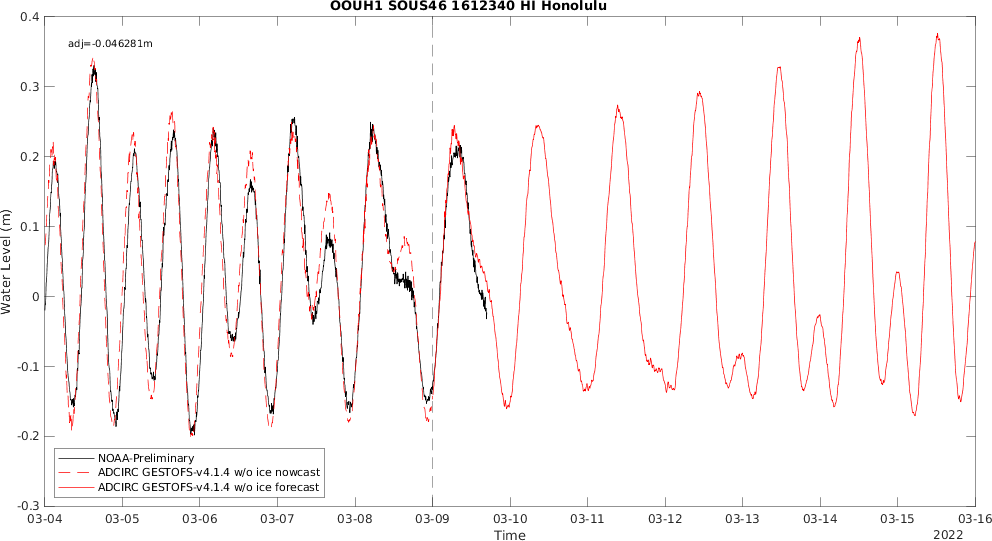 OOUH1 SOUS46 1612340 HI Honolulu
adj=-0.046281m
Water Level (m)
0.4
0.3
0.2
0.1
0
-0.1
-0.2
-0.3
NOAA-Preliminary
ADCIRC GESTOFS-v4.1.4 w/o ice nowcast
ADCIRC GESTOFS-v4.1.4 w/o ice forecast
03-04 03-05 03-06 03-07 03-08 03-09 03-10 03-11 03-12 03-13 03-14 03-15 03-16
Time
2022